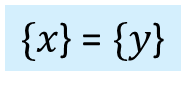 {x} = {y}